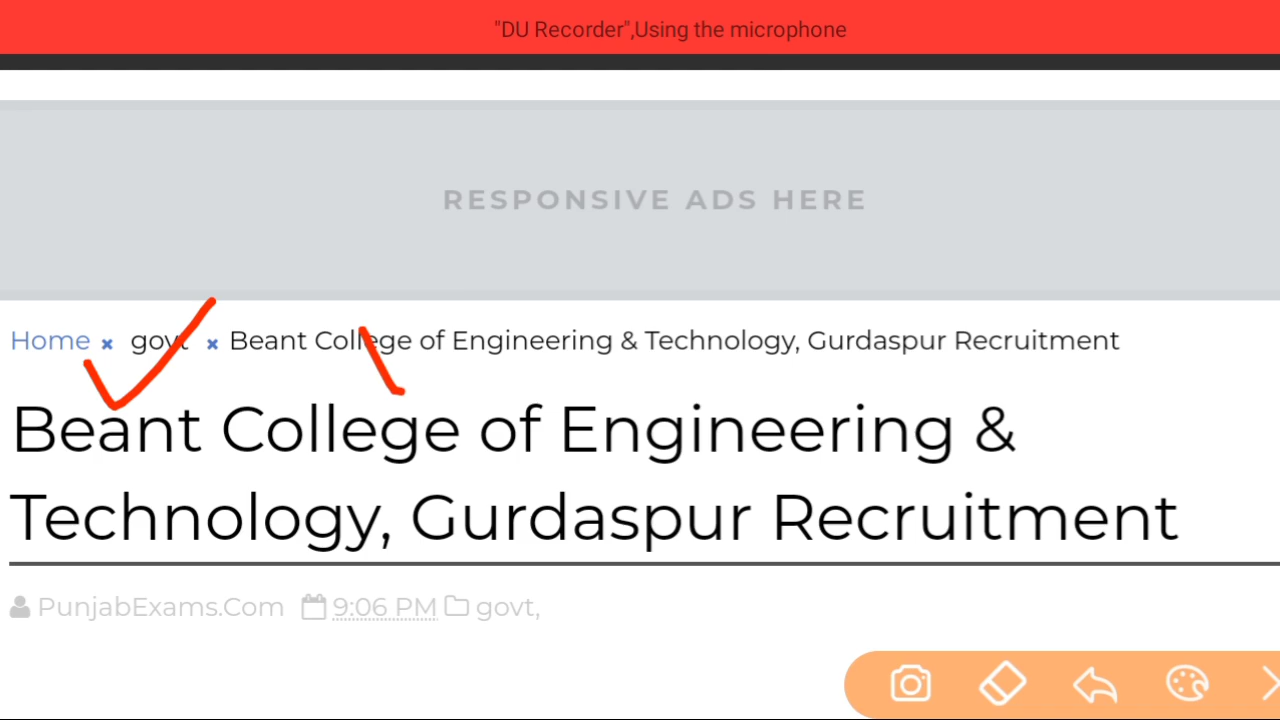 "DU Recorder",Using the microphone
RESPONSIVE ADS HERE
Home × govt × Beant College of Engineering & Technology, Gurdaspur Recruitment
Beant College of Engineering &
Technology, Gurdaspur Recruitment
PunjabExams.Com 9:06 PM govt,